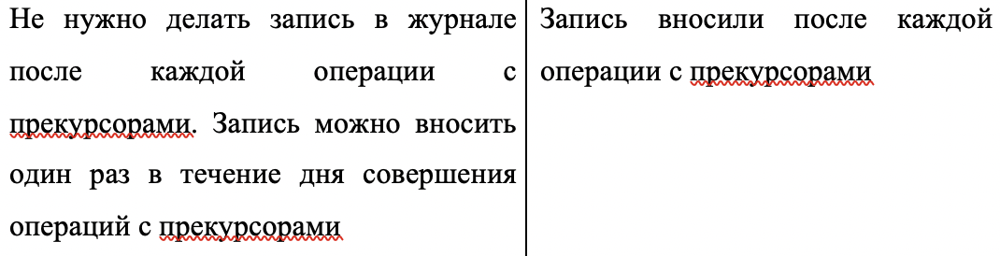 Не нужно делать запись в журнале
после каждой операции с
прекурсорами. Запись можно вносить
один раз в течение дня совершения
операций с прекурсорами
Запись вносили после каждой
операции с прекурсорами